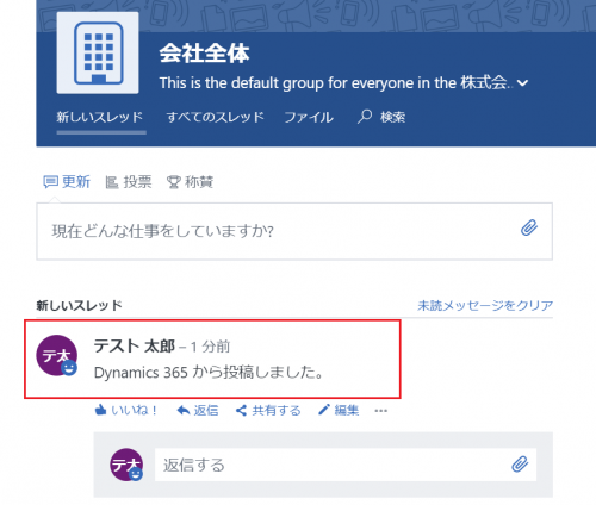 会社全体
This is the default group for everyone in the 株式会..
新しいスレッド すべてのスレッド ファイル 検索
更新 投票 称賛
現在どんな仕事をしていますか?
新しいスレッド 未読メッセージをクリア
テ太 テスト 太郎 – 1 分前
Dynamics 365 から投稿しました。
いいね! 返信 共有する 編集 ...
テ太 返信する